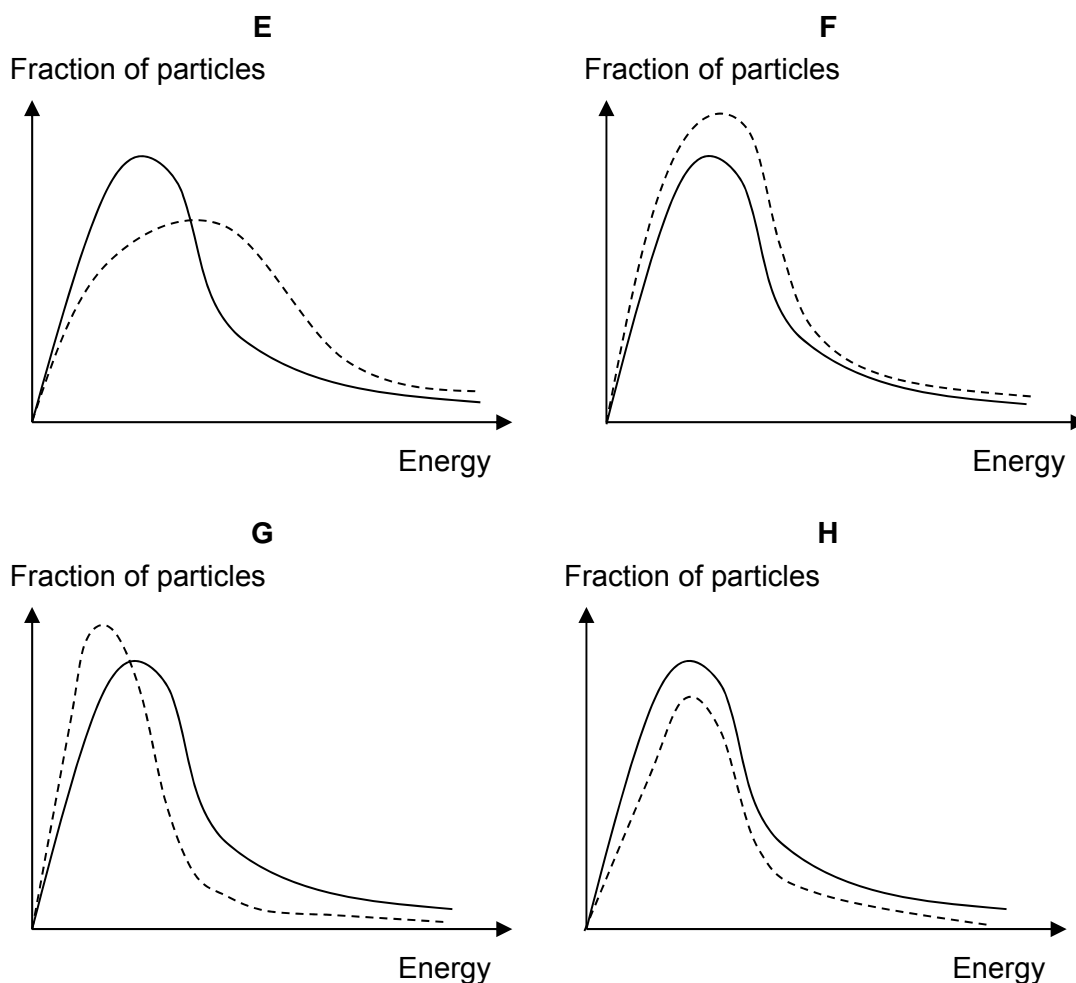 E
Fraction of particles
Energy
F
Fraction of particles
Energy
G
Fraction of particles
Energy
H
Fraction of particles
Energy